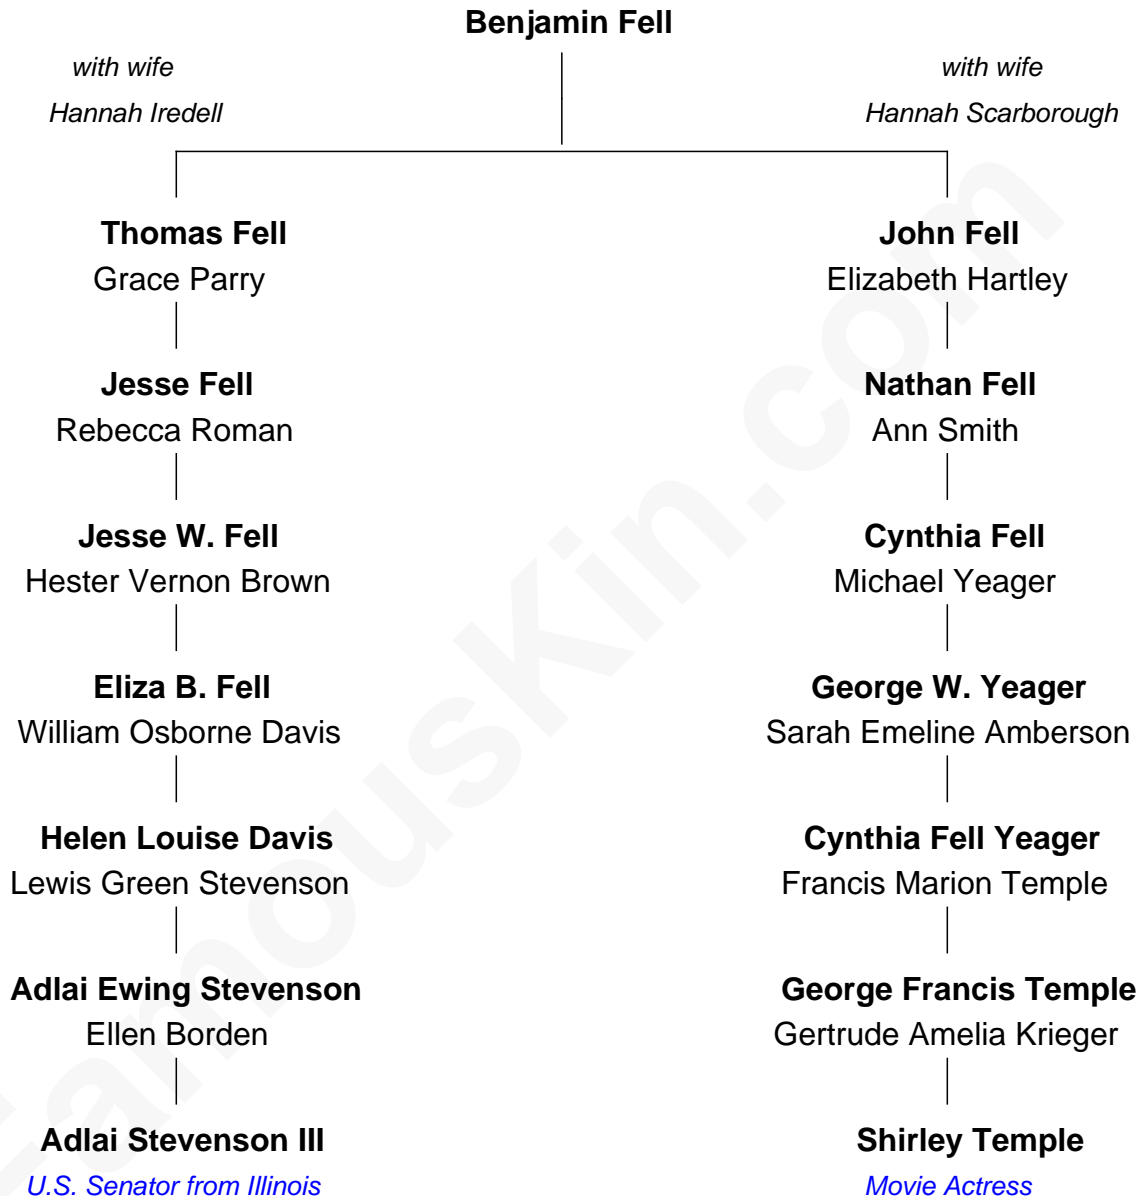 Benjamin Fell
with wife
Hannah Iredell
with wife
Hannah Scarborough
Thomas Fell
Grace Parry
John Fell
Elizabeth Hartley
Jesse Fell
Rebecca Roman
Nathan Fell
Ann Smith
Jesse W. Fell
Hester Vernon Brown
Cynthia Fell
Michael Yeager
Eliza B. Fell
William Osborne Davis
George W. Yeager
Sarah Emeline Amberson
Helen Louise Davis
Lewis Green Stevenson
Cynthia Fell Yeager
Francis Marion Temple
Adlai Ewing Stevenson
Ellen Borden
George Francis Temple
Gertrude Amelia Krieger
Adlai Stevenson III
U.S. Senator from Illinois
Shirley Temple
Movie Actress
FamousKin.com